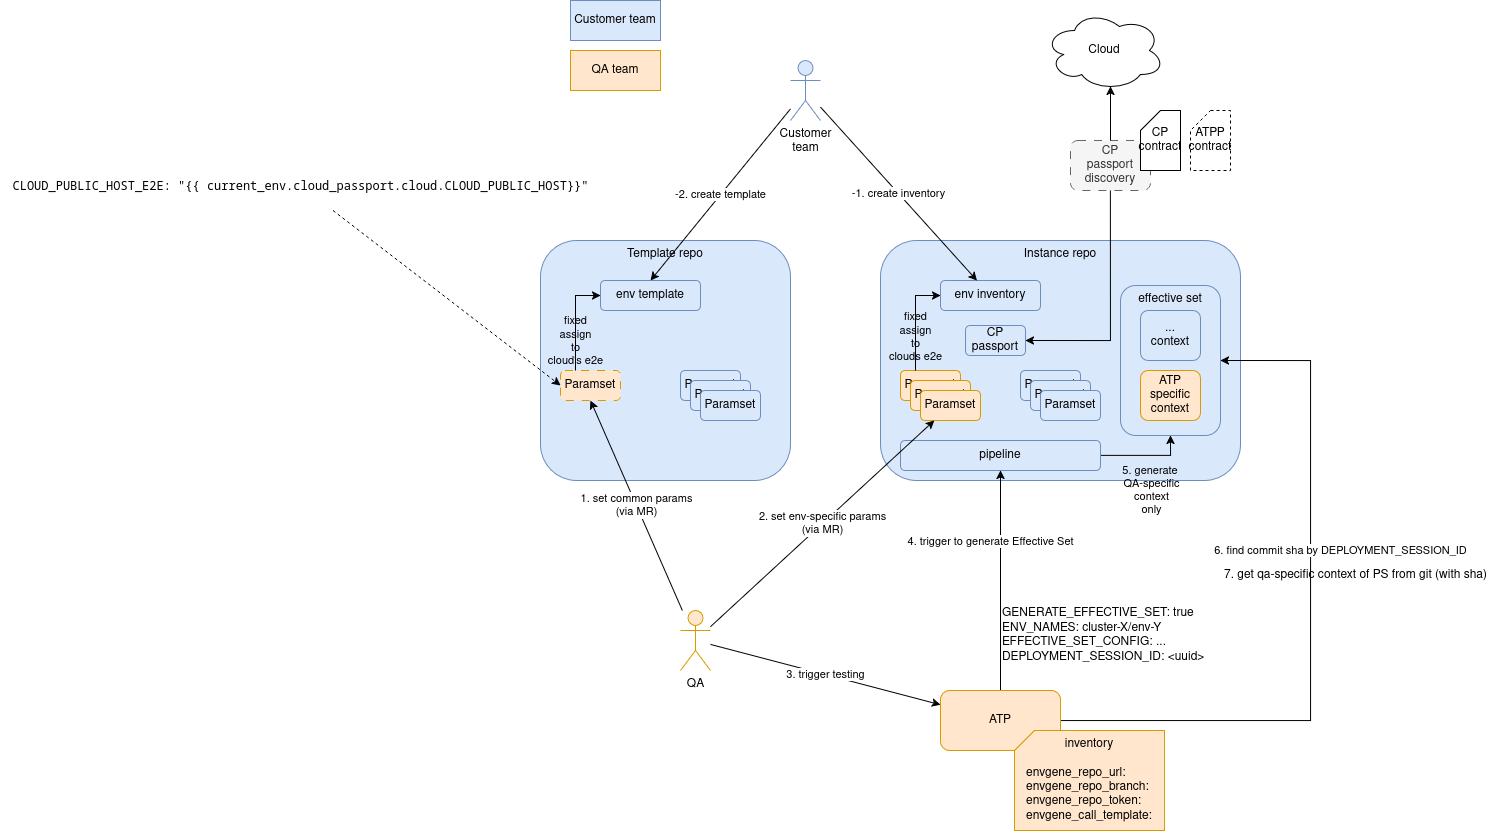 Customer team
QA team
Cloud
Customer
team
CP
contract
ATPP
contract
CP
passport
discovery
CLOUD_PUBLIC_HOST_E2E: "{{ current_env.cloud_passport.cloud.CLOUD_PUBLIC_HOST}}"
-2. create template
-1. create inventory
Template repo
env template
fixed
assign
to
cloud's e2e
Paramset
P
Paramset
Instance repo
env inventory
fixed
assign
to
cloud's e2e
CP
passport
P
Paramset
P
Paramset
effective set
...
context
ATP
specific
context
pipeline
5. generate
QA-specific
context
only
1. set common params
(via MR)
2. set env-specific params
(via MR)
4. trigger to generate Effective Set
6. find commit sha by DEPLOYMENT_SESSION_ID
7. get qa-specific context of PS from git (with sha)
GENERATE_EFFECTIVE_SET: true
ENV_NAMES: cluster-X/env-Y
EFFECTIVE_SET_CONFIG: ...
DEPLOYMENT_SESSION_ID: <uuid>
QA
3. trigger testing
ATP
inventory
envgene_repo_url:
envgene_repo_branch:
envgene_repo_token:
envgene_call_template: